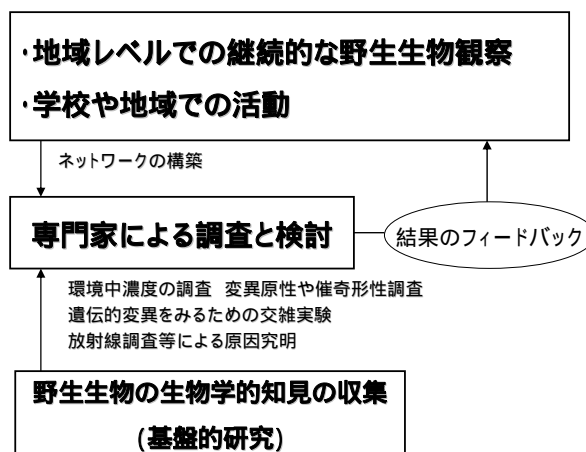 ・地域レベルでの継続的な野生生物観察
・学校や地域での活動
ネットワークの構築
専門家による調査と検討
結果のフィードバック
環境中濃度の調査 変異原性や催奇形性調査
遺伝的変異をみるための交雑実験
放射線調査等による原因究明
野生生物の生物学的知見の収集
(基盤的研究)